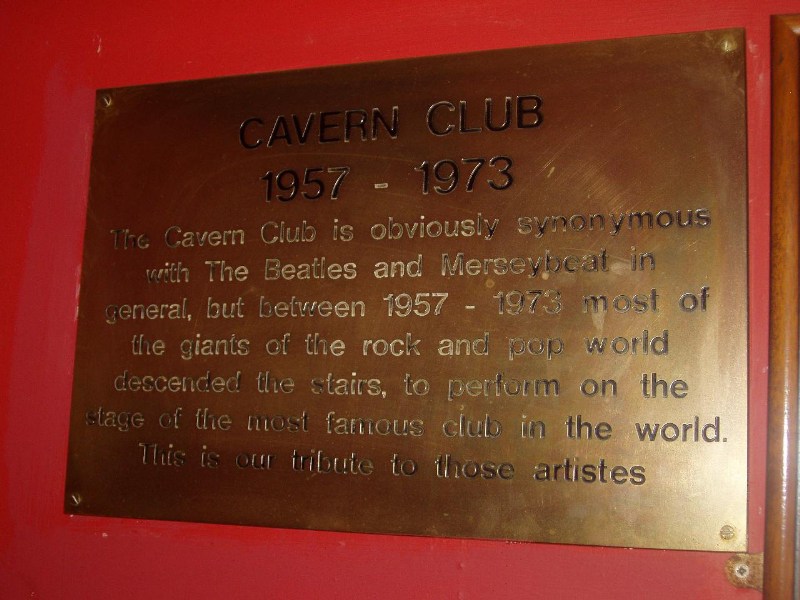 CAVERN CLUB
1957 - 1973
The Cavern Club is obviously synonymous
with The Beatles and Merseybeat in
general, but between 1957 - 1973 most of
the giants of the rock and pop world
descended the stairs, to perform on the
stage of the most famous club in the world.
This is our tribute to those artistes